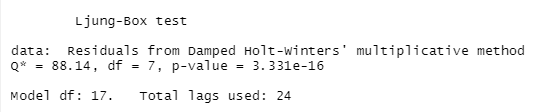 Ljung-Box test
data:  Residuals from Damped Holt-Winters' multiplicative method
Q* = 88.14, df = 7, p-value = 3.331e-16
Model df: 17.   Total lags used: 24